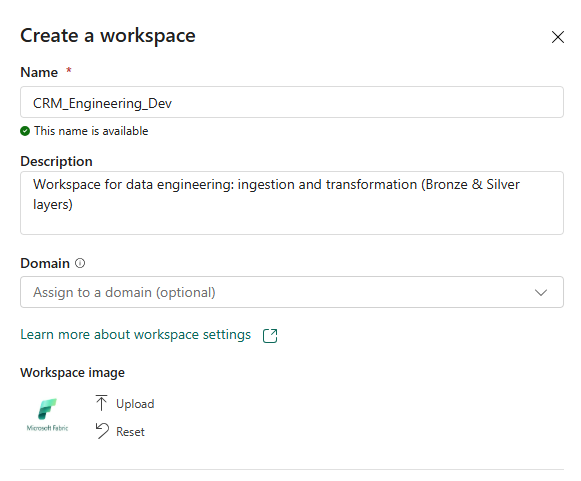 Create a workspace
Name *
CRM_Engineering_Dev
This name is available
Description
Workspace for data engineering: ingestion and transformation (Bronze & Silver
layers)
Domain
Assign to a domain (optional)
Learn more about workspace settings
Workspace image
Microsoft Fabric
Upload
Reset